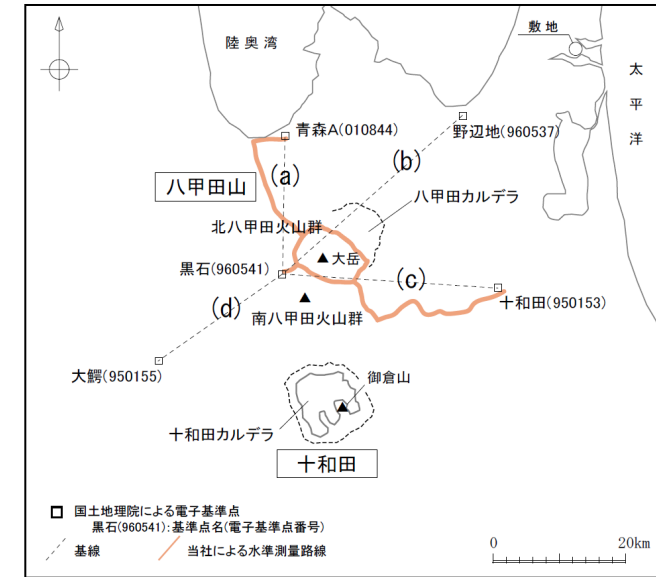 陸奥湾
敷地
太平洋
青森A(010844)
野辺地(960537)
(a)
(b)
八甲田山
八甲田カルデラ
北八甲田火山群
▲大岳
黒石(960541)
(c)
(d)
十和田(950153)
南八甲田火山群
大鰐(950155)
御倉山
十和田カルデラ
十和田
国土地理院による電子基準点
黒石(960541):基準点名(電子基準点番号)
基線
当社による水準測量路線
0 20km